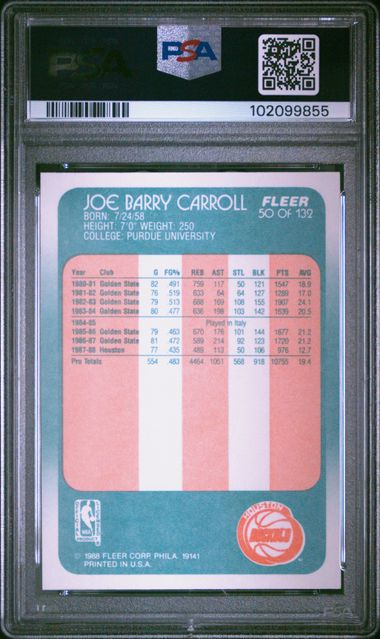 PSA
PSA
102099855
JOE BARRY CARROLL FLEER
BORN: 7/24/58 50 OF 132
HEIGHT: 7'0" WEIGHT: 250
COLLEGE: PURDUE UNIVERSITY
Year Club G FG% REB AST STL BLK PTS AVG
1980-81 Golden State 82 .491 759 117 50 121 1547 18.9
1981-82 Golden State 76 .519 633 64 64 127 1289 17.0
1982-83 Golden State 79 .513 688 169 108 155 1907 24.1
1983-84 Golden State 80 .477 636 198 103 142 1639 20.5
1984-85 Played in Italy
1985-86 Golden State 79 .463 670 176 101 144 1677 21.2
1986-87 Golden State 81 .472 589 214 92 123 1720 21.2
1987-88 Houston 77 .435 489 113 50 106 976 12.7
Pro Totals 554 .483 4464 1051 568 918 10755 19.4
HOUSTON
ROCKETS
NBA
© 1988 FLEER CORP. PHILA. 19141
PRINTED IN U.S.A.
PSA